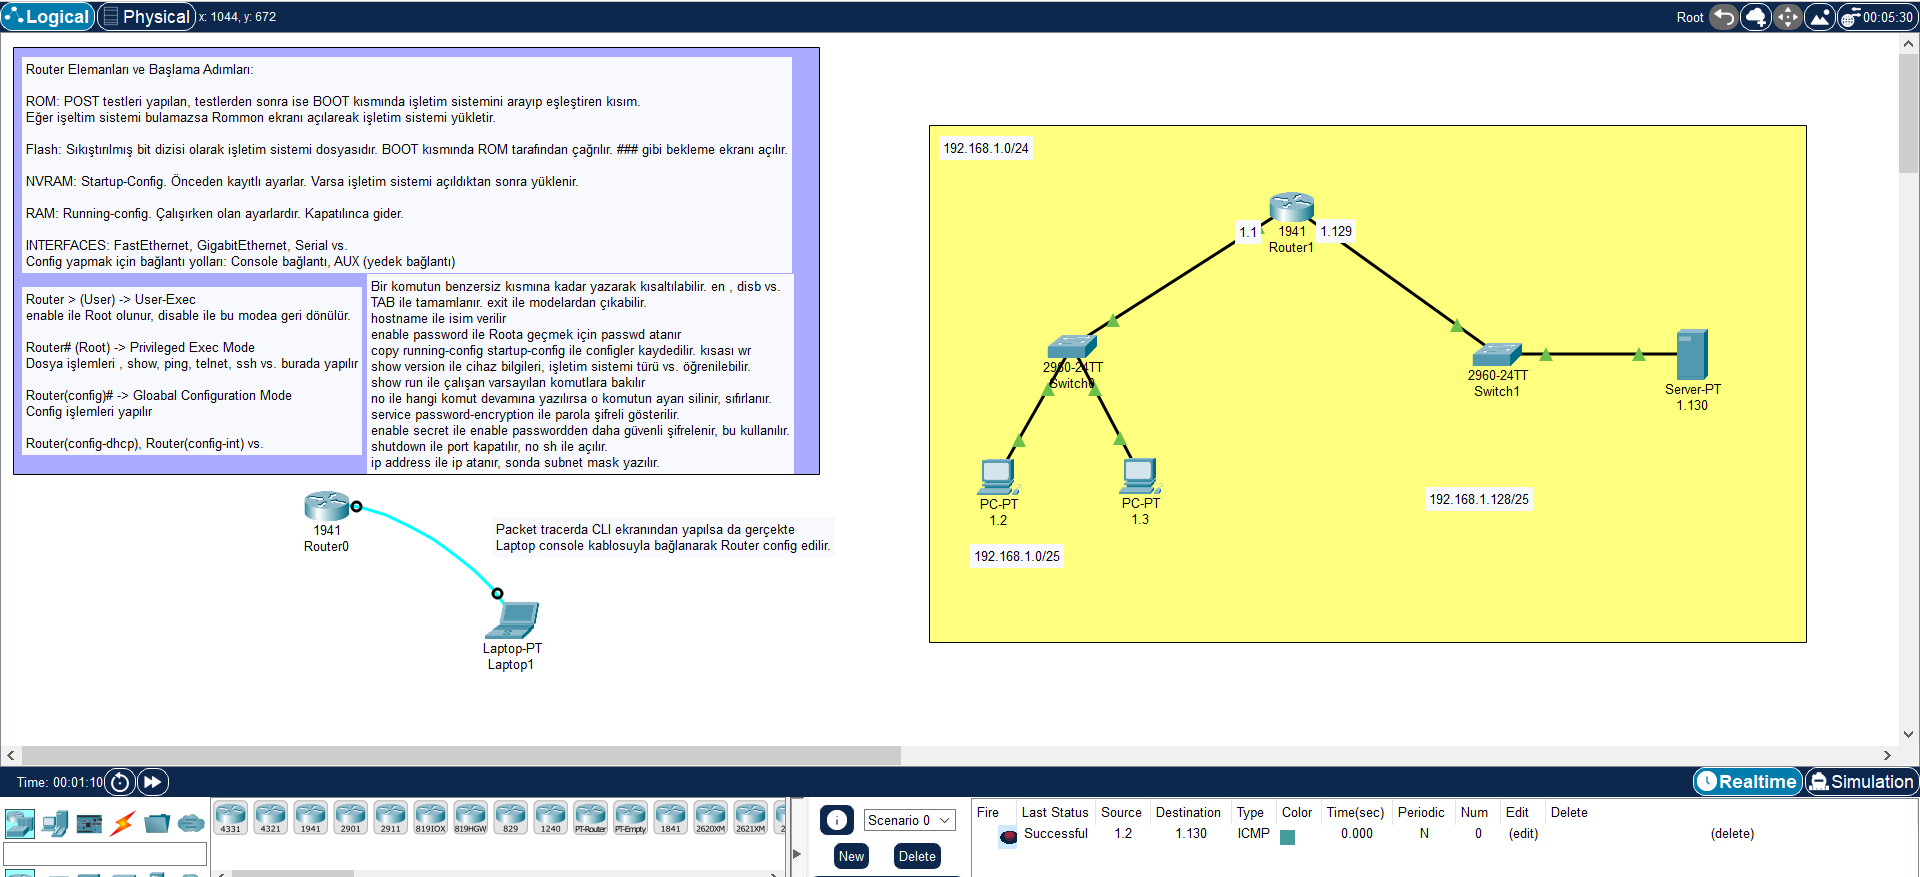 Logical
Physical
x: 1044, y: 672
Root
00:05:30
Router Elemanları ve Başlama Adımları:
ROM: POST testleri yapılan, testlerden sonra ise BOOT kısmında işletim sistemini arayıp eşleştiren kısım.
Eğer işeltim sistemi bulamazsa Rommon ekranı açılareak işletim sistemi yükletir.
Flash: Sıkıştırılmış bit dizisi olarak işletim sistemi dosyasıdır. BOOT kısmında ROM tarafından çağrılır. ### gibi bekleme ekranı açılır.
NVRAM: Startup-Config. Önceden kayıtlı ayarlar. Varsa işletim sistemi açıldıktan sonra yüklenir.
RAM: Running-config. Çalışırken olan ayarlardır. Kapatılınca gider.
INTERFACES: FastEthernet, GigabitEthernet, Serial vs.
Config yapmak için bağlantı yolları: Console bağlantı, AUX (yedek bağlantı)
Router > (User) -> User-Exec
enable ile Root olunur, disable ile bu modea geri dönülür.
Router# (Root) -> Privileged Exec Mode
Dosya işlemleri , show, ping, telnet, ssh vs. burada yapılır
Router(config)# -> Gloabal Configuration Mode
Config işlemleri yapılır
Router(config-dhcp), Router(config-int) vs.
Bir komutun benzersiz kısmına kadar yazarak kısaltılabilir. en , disb vs.
TAB ile tamamlanır. exit ile modelardan çıkabilir.
hostname ile isim verilir
enable password ile Roota geçmek için passwd atanır
copy running-config startup-config ile configler kaydedilir. kısası wr
show version ile cihaz bilgileri, işletim sistemi türü vs. öğrenilebilir.
show run ile çalışan varsayılan komutlara bakılır
no ile hangi komut devamına yazılırsa o komutun ayarı silinir, sıfırlanır.
service password-encryption ile parola şifreli gösterilir.
enable secret ile enable passwordden daha güvenli şifrelenir, bu kullanılır.
shutdown ile port kapatılır, no sh ile açılır.
ip address ile ip atanır, sonda subnet mask yazılır.
1941
Router0
Packet tracerda CLI ekranından yapılsa da gerçekte
Laptop console kablosuyla bağlanarak Router config edilir.
Laptop-PT
Laptop1
192.168.1.0/24
1.1
1941
Router1
1.129
2960-24TT
Switch0
2960-24TT
Switch1
Server-PT
1.130
PC-PT
1.2
PC-PT
1.3
192.168.1.128/25
192.168.1.0/25
Time: 00:01:10
Realtime
Simulation
4331
4321
1941
2901
2911
819IOX
819HGW
829
1240
PT-Router
PT-Empty
1841
2620XM
2621XM
2
Scenario 0
New
Delete
Fire Last Status Source Destination Type Color Time(sec) Periodic Num Edit Delete
Successful 1.2 1.130 ICMP 0.000 N 0 (edit) (delete)